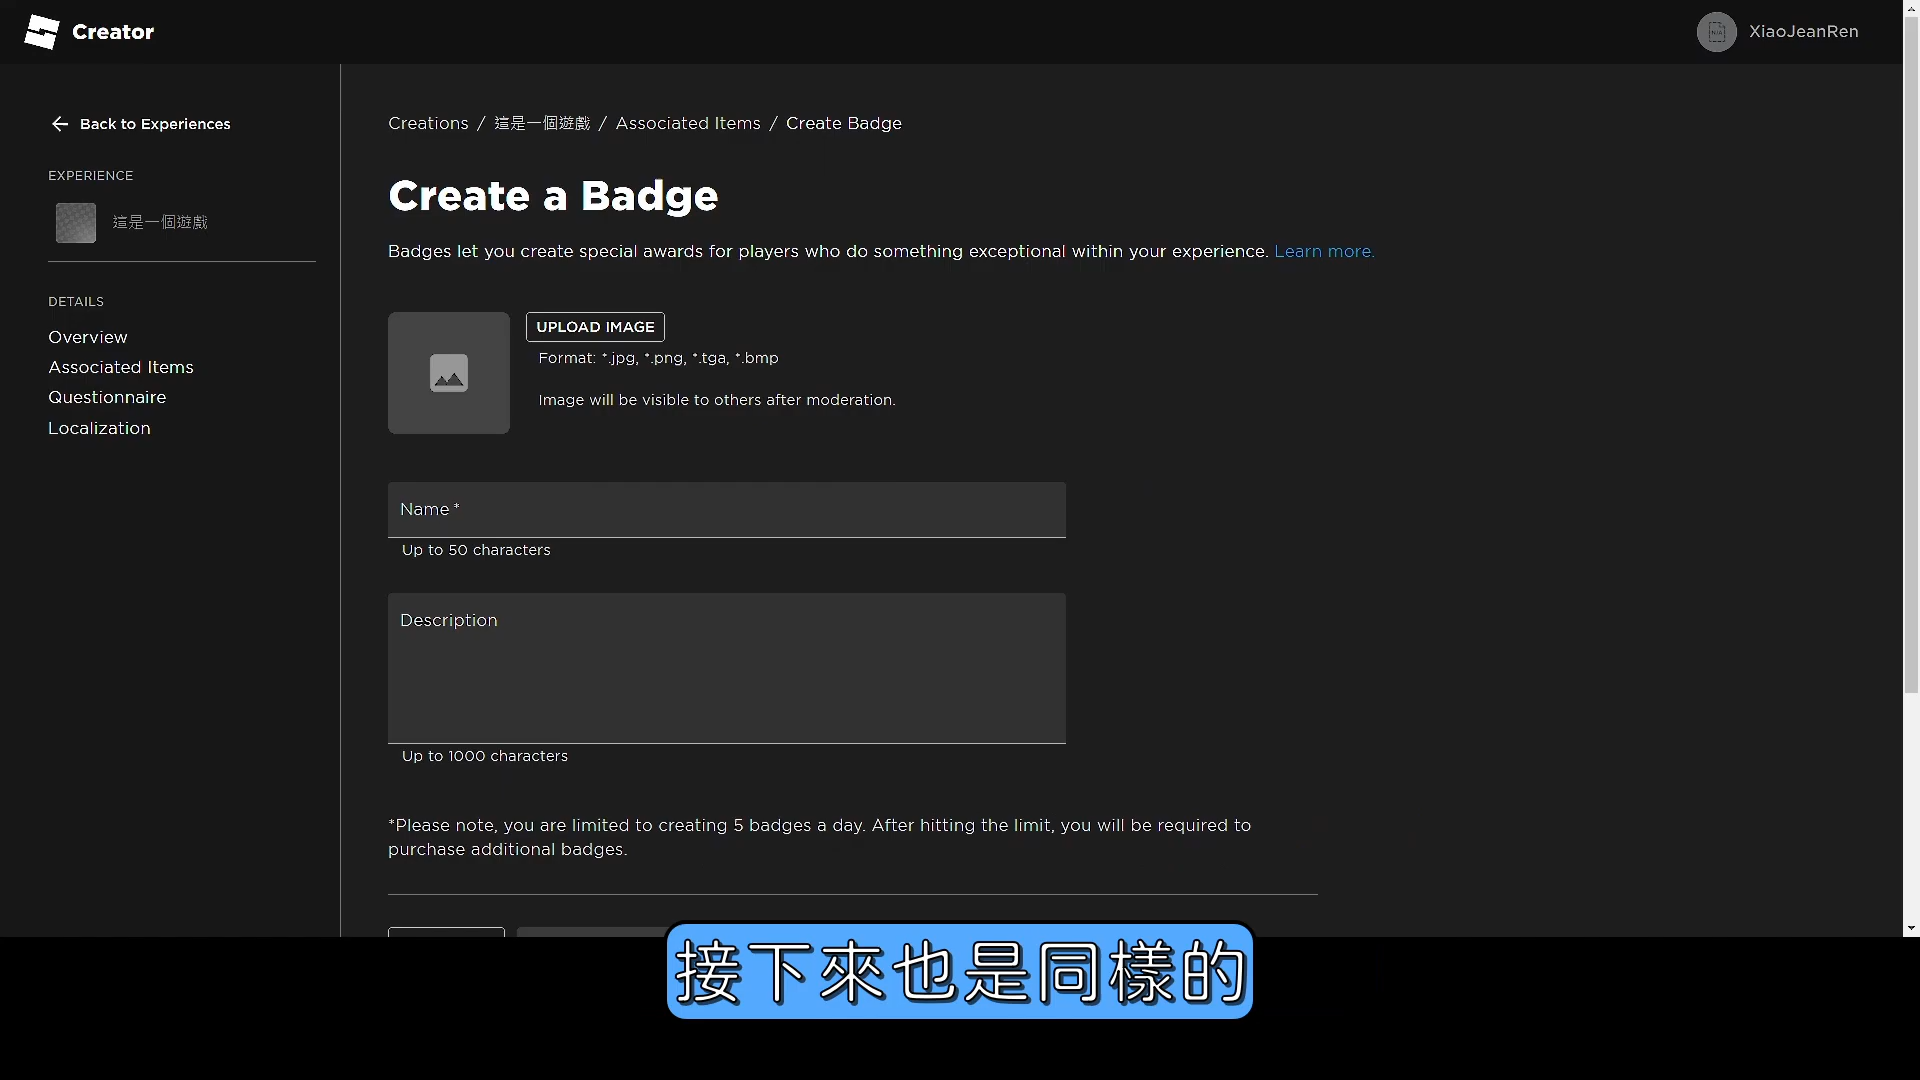 Creator
XiaoJeanRen
Back to Experiences
EXPERIENCE
這是一個遊戲
DETAILS
Overview
Associated Items
Questionnaire
Localization
Creations / 這是一個遊戲 / Associated Items / Create Badge
Create a Badge
Badges let you create special awards for players who do something exceptional within your experience. Learn more.
UPLOAD IMAGE
Format: *.jpg, *.png, *.tga, *.bmp
Image will be visible to others after moderation.
Name *
Up to 50 characters
Description
Up to 1000 characters
*Please note, you are limited to creating 5 badges a day. After hitting the limit, you will be required to
purchase additional badges.
接下來也是同樣的